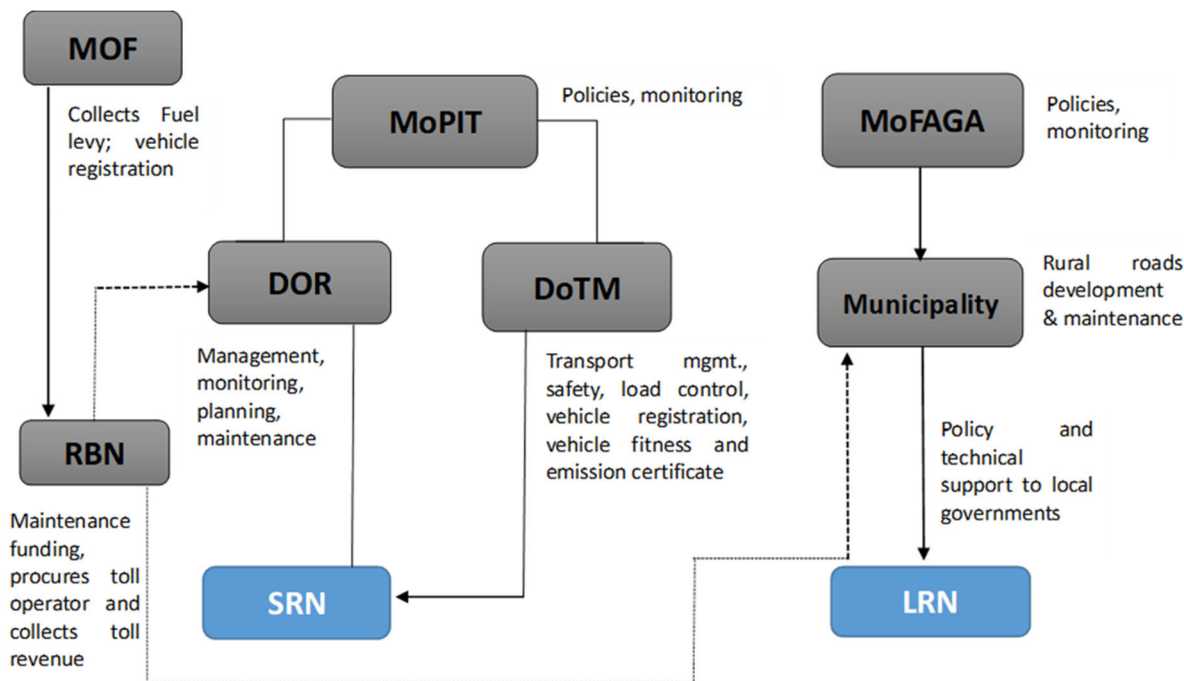 MOF
Collects Fuel
levy; vehicle
registration
MoPIT
Policies, monitoring
MoFAGA
Policies,
monitoring
DOR
Management,
monitoring,
planning,
maintenance
DoTM
Transport mgmt.,
safety, load control,
vehicle registration,
vehicle fitness and
emission certificate
Municipality
Rural roads
development
& maintenance
RBN
Maintenance
funding,
procures toll
operator and
collects toll
revenue
Policy and
technical
support to local
governments
SRN
LRN